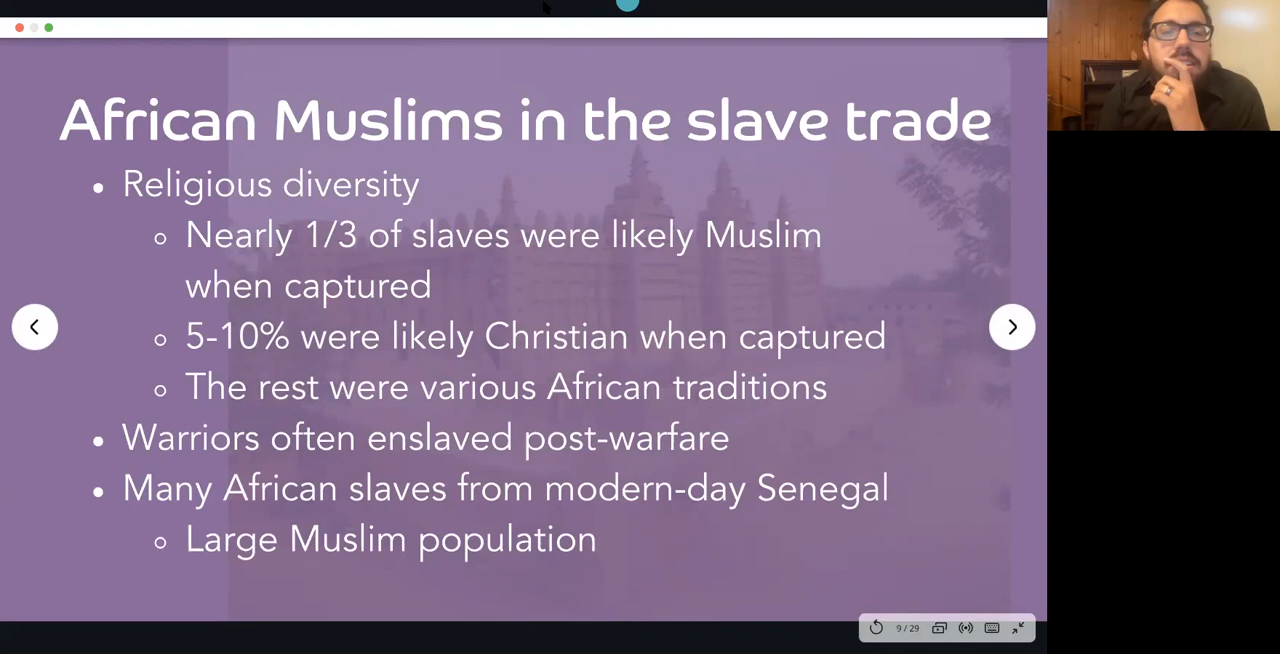 African Muslims in the slave trade
Religious diversity
Nearly 1/3 of slaves were likely Muslim
when captured
5-10% were likely Christian when captured
The rest were various African traditions
Warriors often enslaved post-warfare
Many African slaves from modern-day Senegal
Large Muslim population
9 / 29